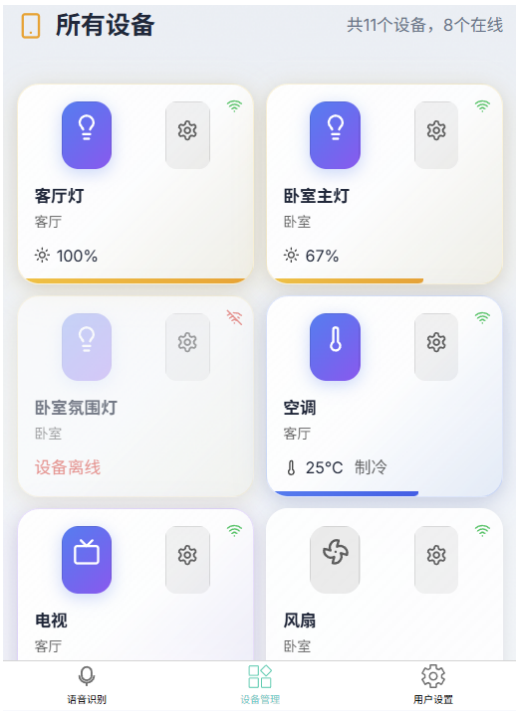 所有设备
共11个设备，8个在线
客厅灯
客厅
100%
卧室主灯
卧室
67%
卧室氛围灯
卧室
设备离线
空调
客厅
25°C 制冷
电视
客厅
风扇
卧室
语音识别
设备管理
用户设置